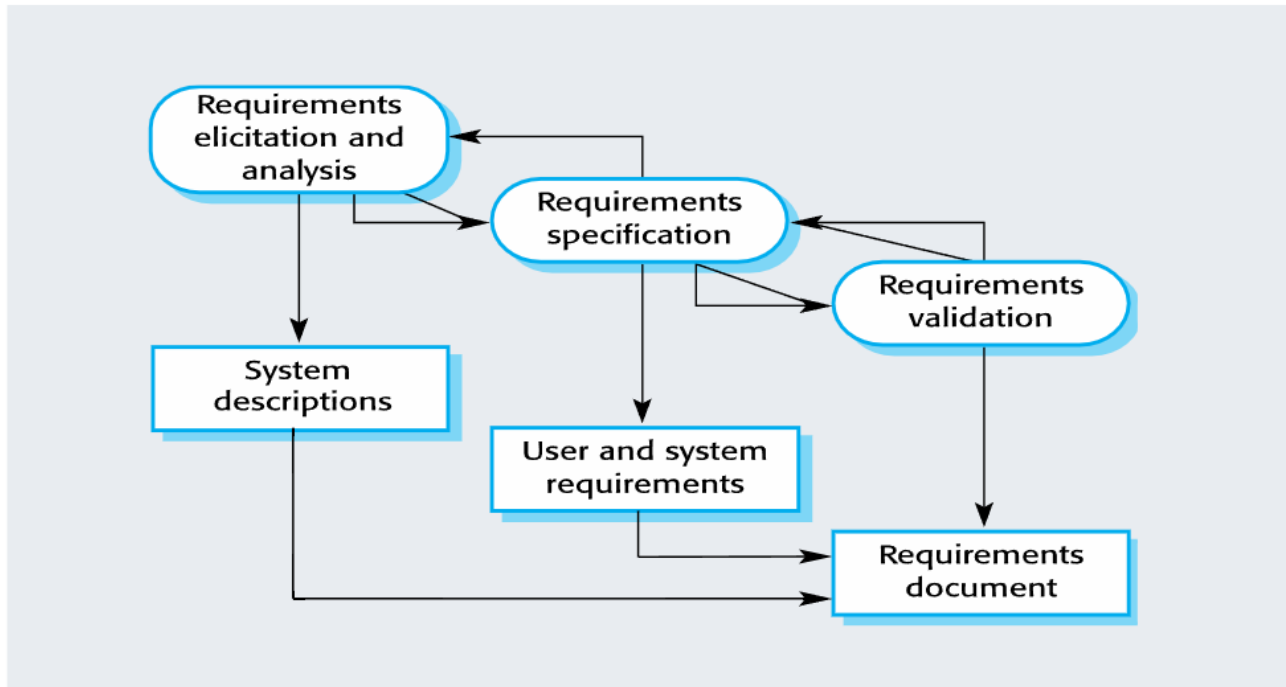 Requirements
elicitation and
analysis
Requirements
specification
Requirements
validation
System
descriptions
User and system
requirements
Requirements
document